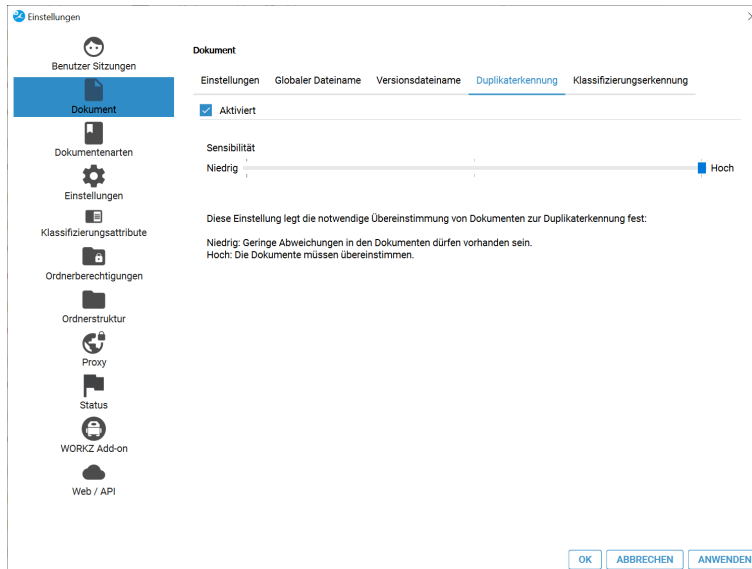 Einstellungen
Benutzer Sitzungen
Dokument
Dokumentenarten
Einstellungen
Klassifizierungsattribute
Ordnerberechtigungen
Ordnerstruktur
Proxy
Status
WORKZ Add-on
Web / API
Dokument
Einstellungen Globaler Dateiname Versionsdateiname Duplikaterkennung Klassifizierungserkennung
Aktiviert
Sensibilität
Niedrig Hoch
Diese Einstellung legt die notwendige Übereinstimmung von Dokumenten zur Duplikaterkennung fest:
Niedrig: Geringe Abweichungen in den Dokumenten dürfen vorhanden sein.
Hoch: Die Dokumente müssen übereinstimmen.
OK ABBRECHEN ANWENDEN